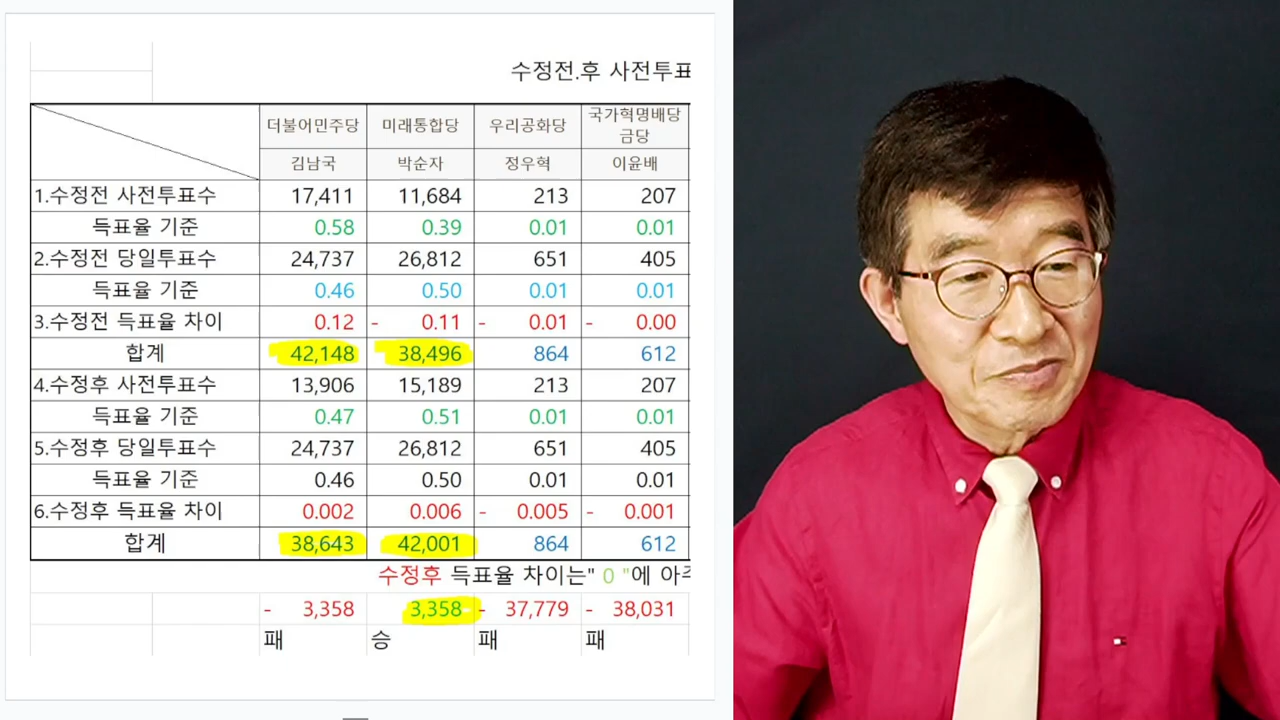 수정전.후 사전투표
더불어민주당 미래통합당 우리공화당 국가혁명배당
금당
김남국 박순자 정우혁 이윤배
1.수정전 사전투표수 17,411 11,684 213 207
득표율 기준 0.58 0.39 0.01 0.01
2.수정전 당일투표수 24,737 26,812 651 405
득표율 기준 0.46 0.50 0.01 0.01
3.수정전 득표율 차이 0.12 - 0.11 - 0.01 - 0.00
합계 42,148 38,496 864 612
4.수정후 사전투표수 13,906 15,189 213 207
득표율 기준 0.47 0.51 0.01 0.01
5.수정후 당일투표수 24,737 26,812 651 405
득표율 기준 0.46 0.50 0.01 0.01
6.수정후 득표율 차이 0.002 0.006 - 0.005 - 0.001
합계 38,643 42,001 864 612
수정후 득표율 차이는" 0 "에 아주
- 3,358 3,358 - 37,779 - 38,031
패 승 패 패